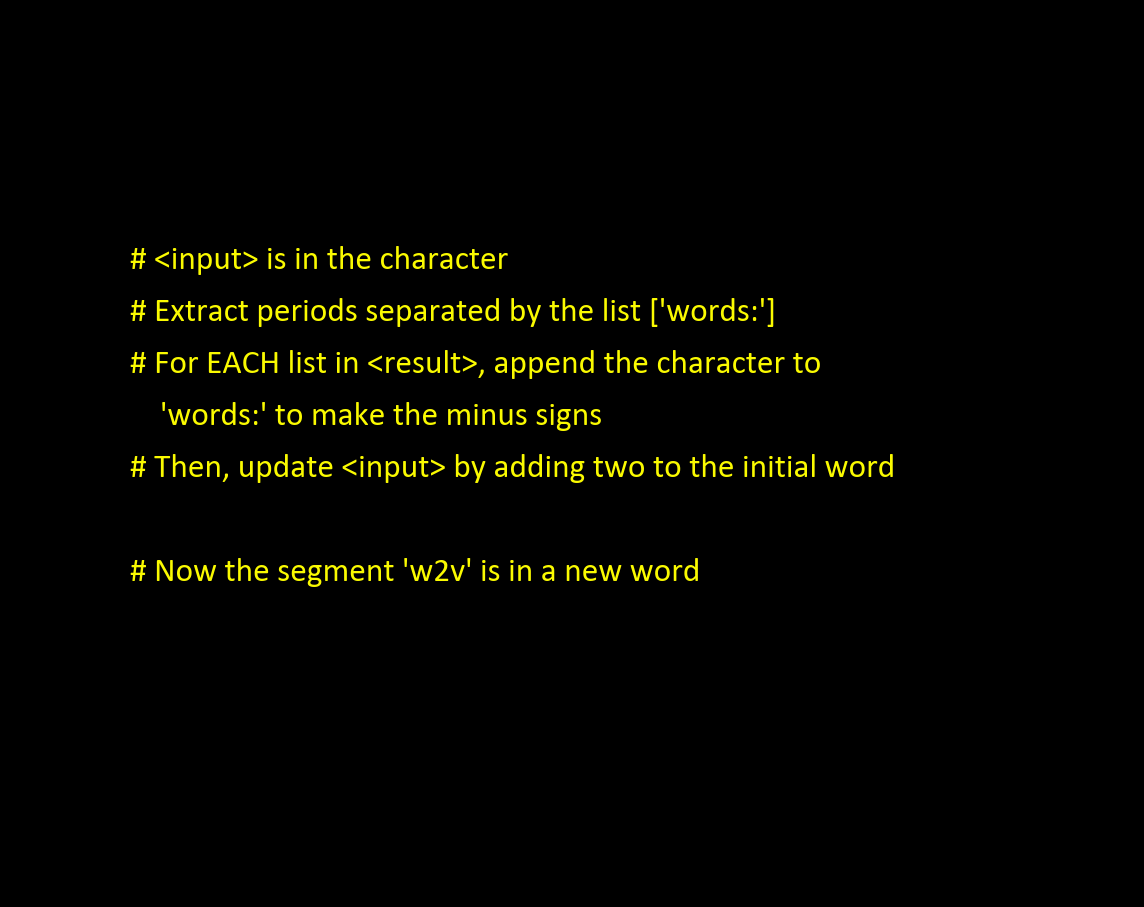 # <input> is in the character
# Extract periods separated by the list ['words:']
# For EACH list in <result>, append the character to
'words:' to make the minus signs
# Then, update <input> by adding two to the initial word
# Now the segment 'w2v' is in a new word